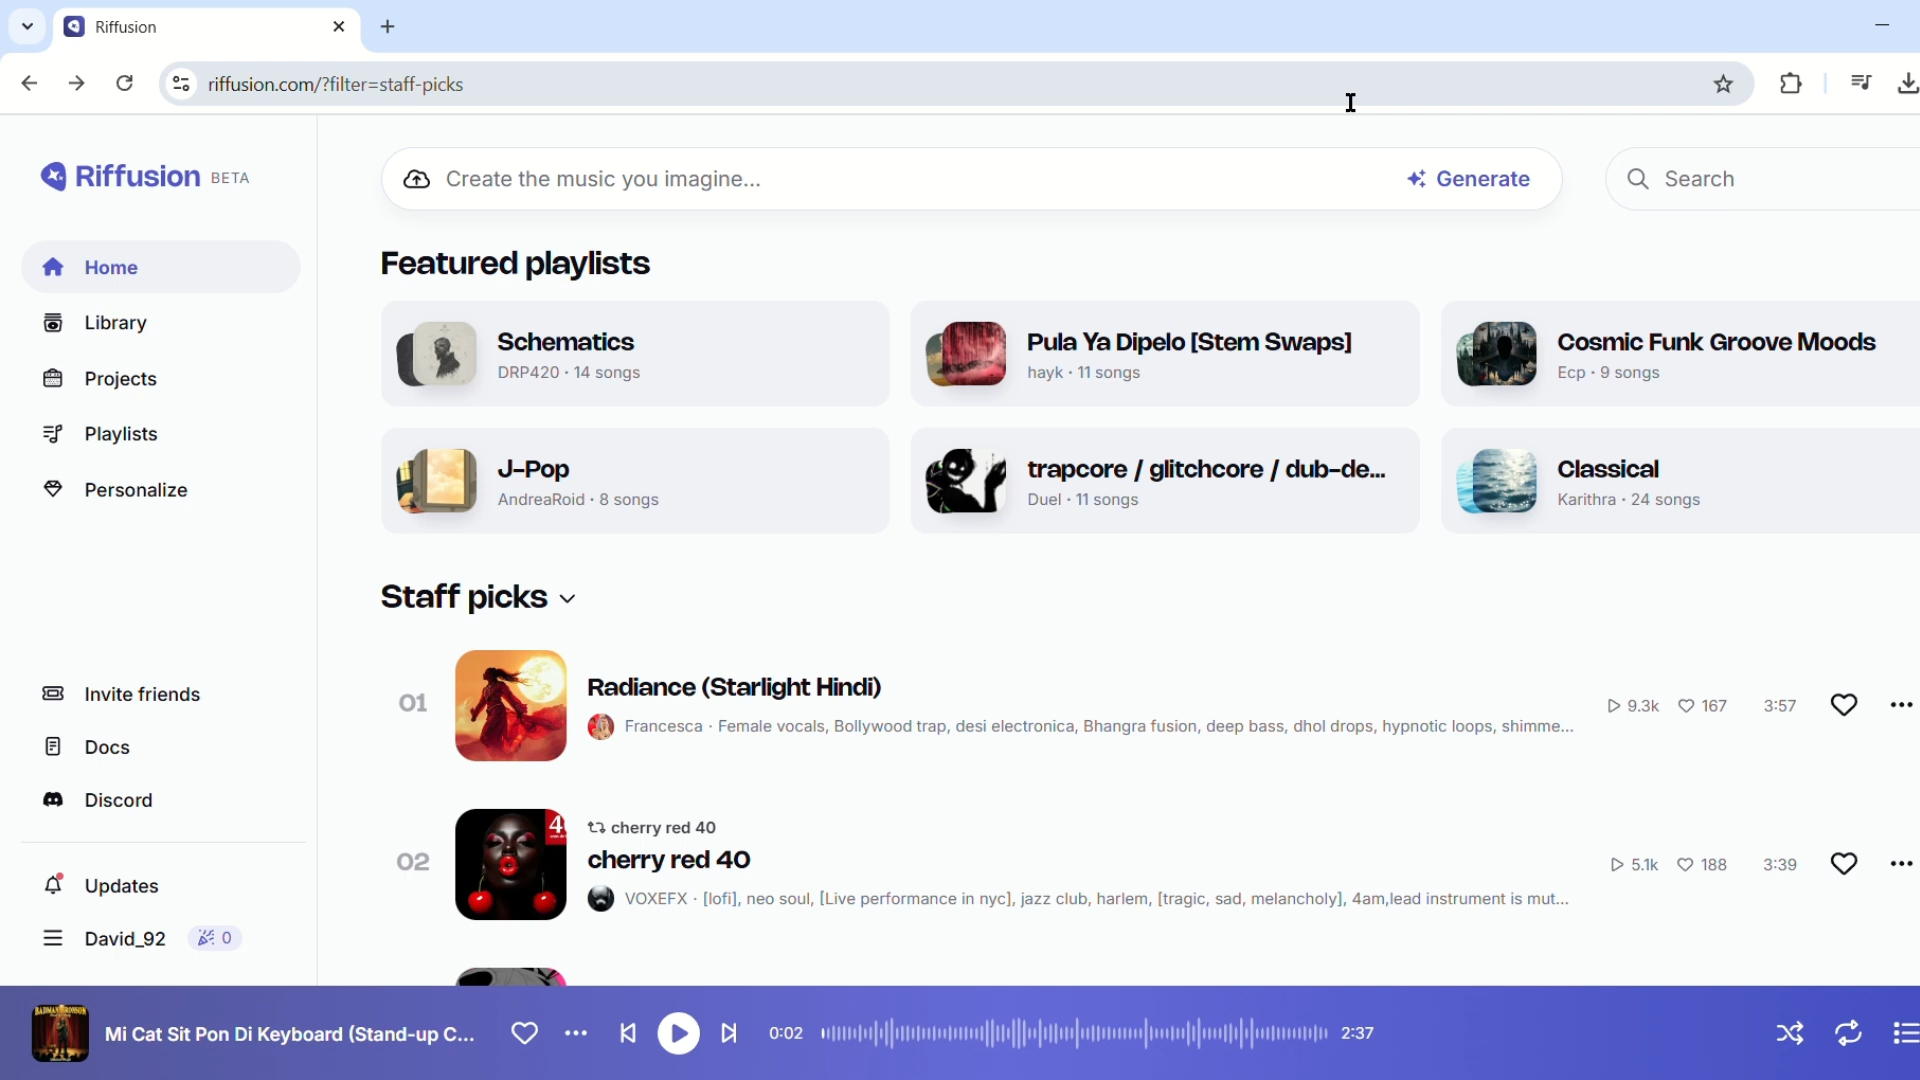 Riffusion
riffusion.com/?filter=staff-picks
Riffusion BETA
Create the music you imagine...
Generate
Search
Home
Library
Projects
Playlists
Personalize
Invite friends
Docs
Discord
Updates
David_92 0
Featured playlists
Schematics
DRP420 · 14 songs
Pula Ya Dipelo [Stem Swaps]
hayk · 11 songs
Cosmic Funk Groove Moods
Ecp · 9 songs
J-Pop
AndreaRoid · 8 songs
trapcore / glitchcore / dub-de...
Duel · 11 songs
Classical
Karithra · 24 songs
Staff picks
01
Radiance (Starlight Hindi)
Francesca · Female vocals, Bollywood trap, desi electronica, Bhangra fusion, deep bass, dhol drops, hypnotic loops, shimme...
9.3k 167 3:57
02
cherry red 40
cherry red 40
VOXEFX · [lofi], neo soul, [Live performance in nyc], jazz club, harlem, [tragic, sad, melancholy], 4am,lead instrument is mut...
5.1k 188 3:39
Mi Cat Sit Pon Di Keyboard (Stand-up C...
0:02
2:37